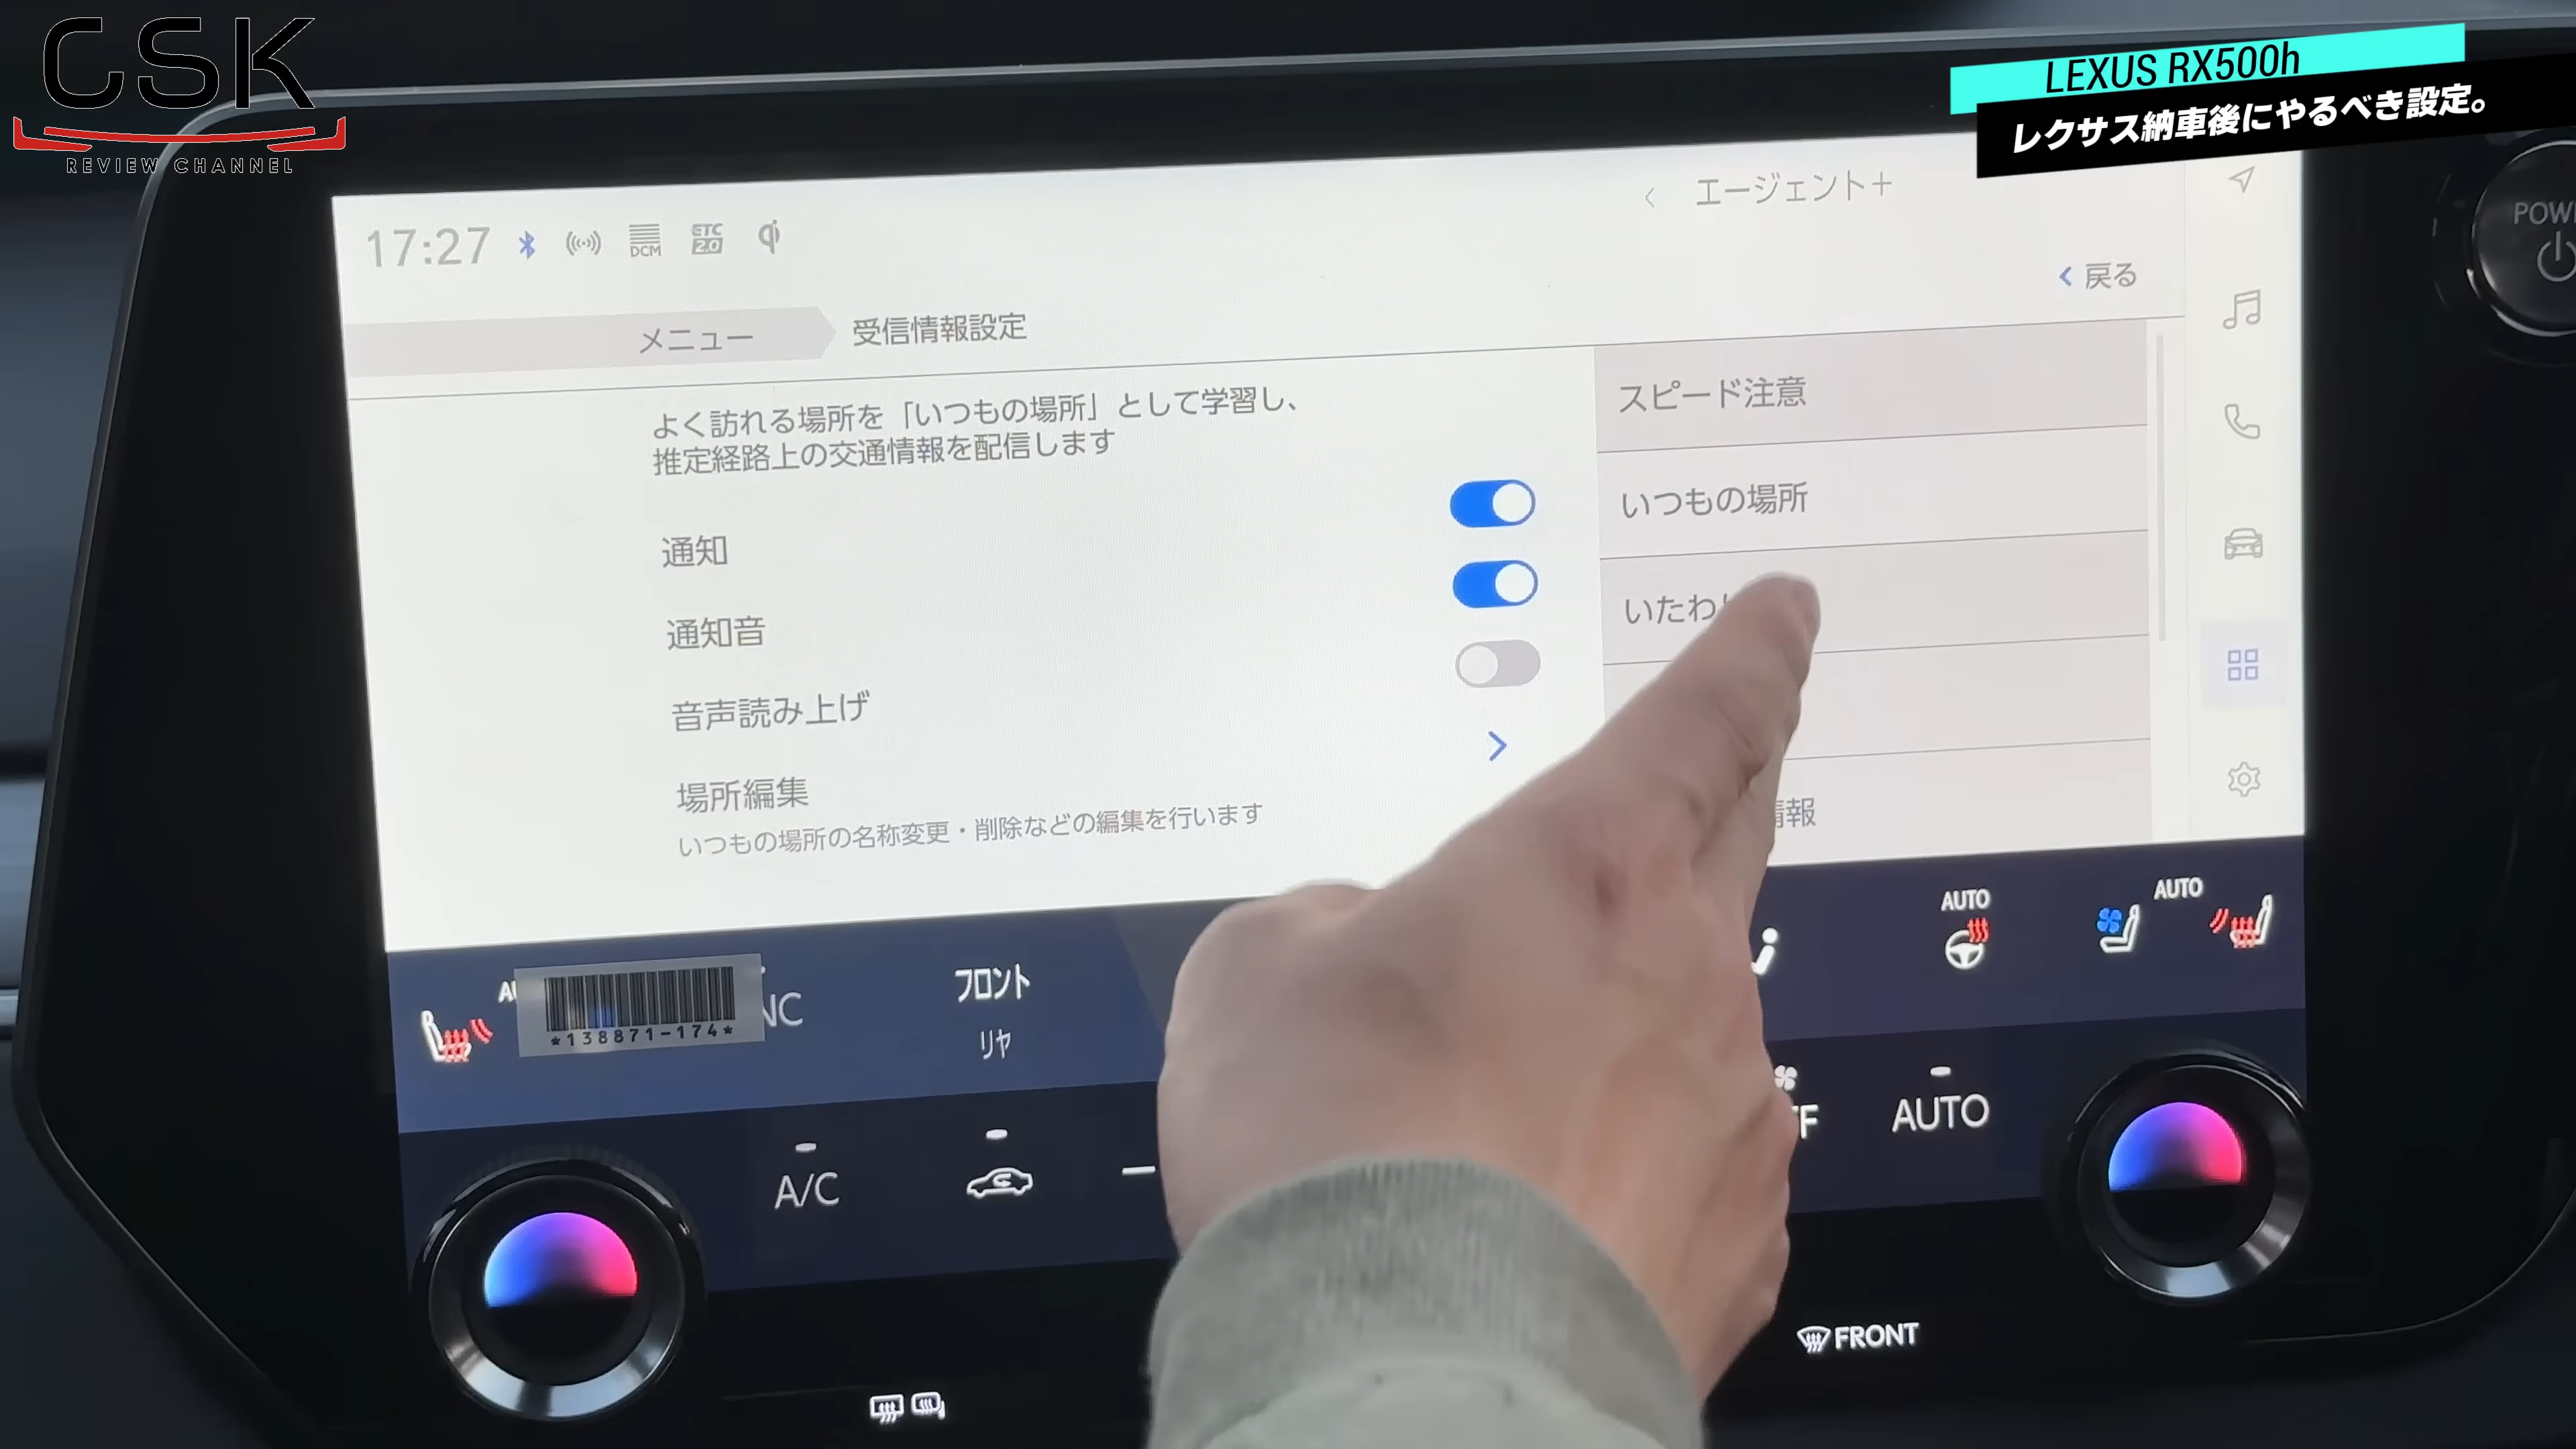 CSK
REVIEW CHANNEL
LEXUS RX500h
レクサス納車後にやるべき設定。
17:27
DCM
ETC
2.0
エージェント+
戻る
メニュー
受信情報設定
よく訪れる場所を「いつもの場所」として学習し、
推定経路上の交通情報を配信します
通知
通知音
音声読み上げ
場所編集
いつもの場所の名称変更・削除などの編集を行います
スピード注意
いつもの場所
いたわり
情報
POW
AUTO
AUTO
*138871-174*
フロント
リヤ
A/C
AUTO
FRONT